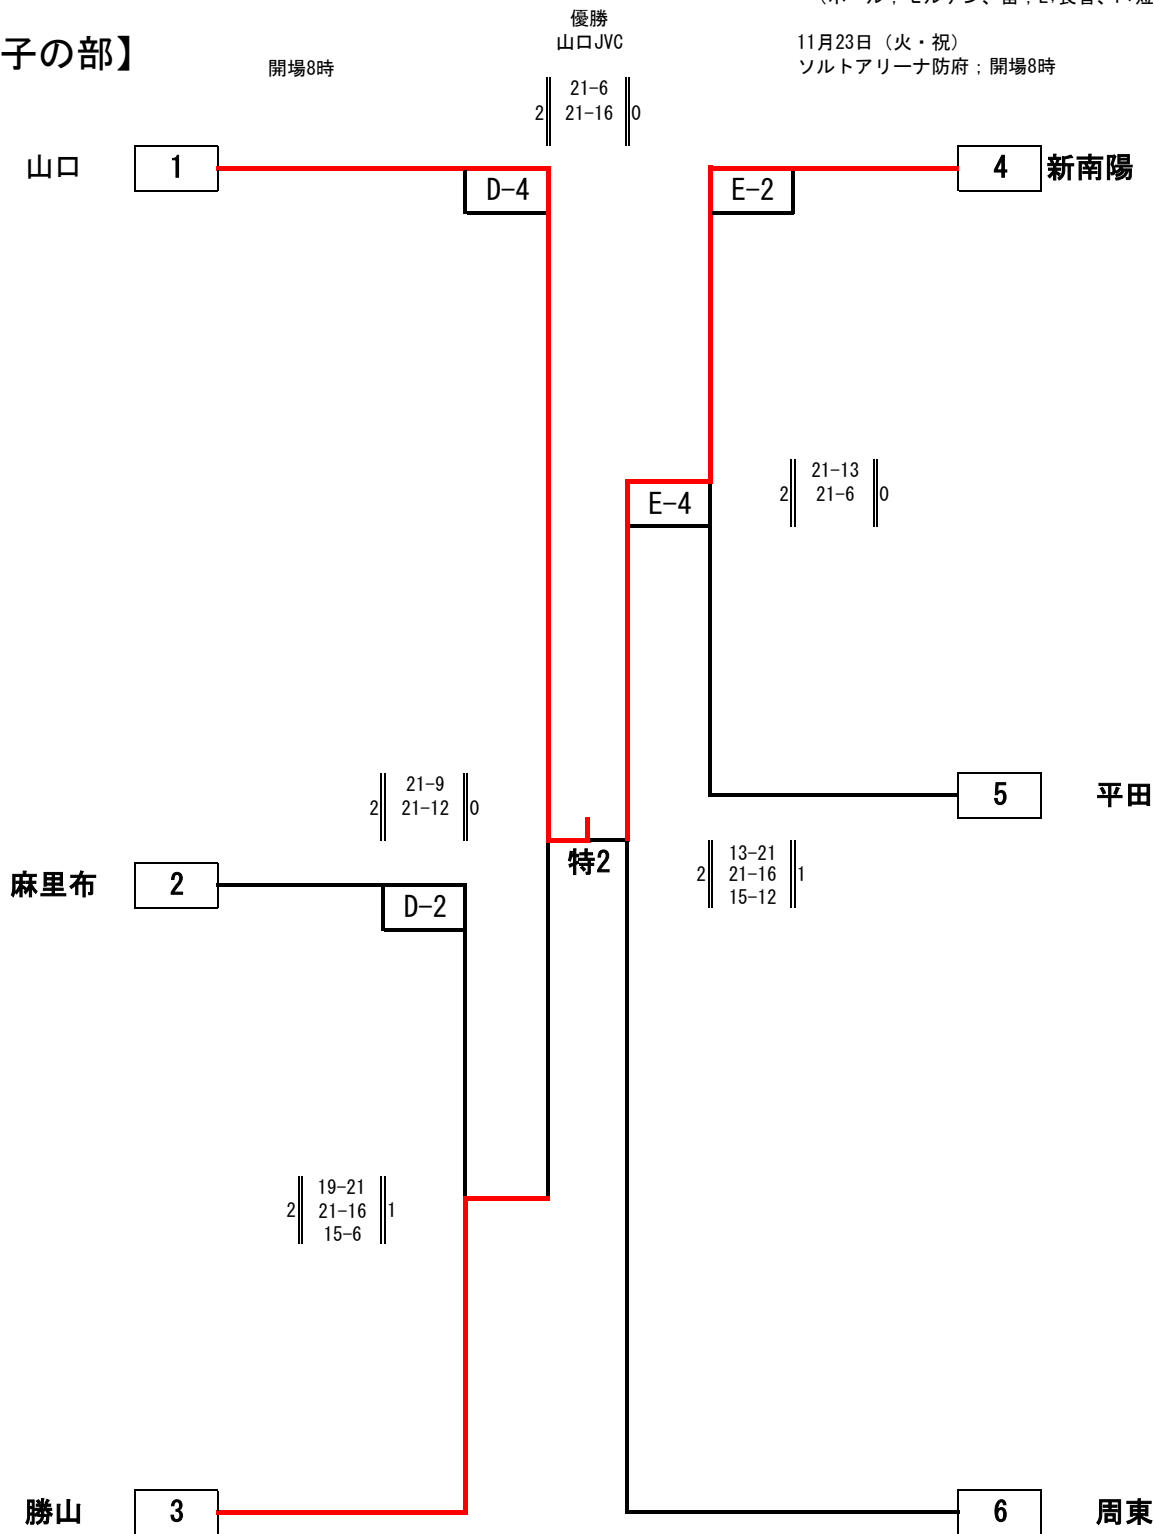 優勝
山口JVC
子の部】
開場8時
11月23日（火・祝）
ソルトアリーナ防府；開場8時
2 21-6 0
21-16
山口 1
D-4
E-2
4 新南陽
E-4
2 21-13 0
21-6
2 21-9 0
21-12
5 平田
特2
麻里布 2
D-2
2 13-21 1
21-16
15-12
2 19-21 1
21-16
15-6
勝山 3
6 周東